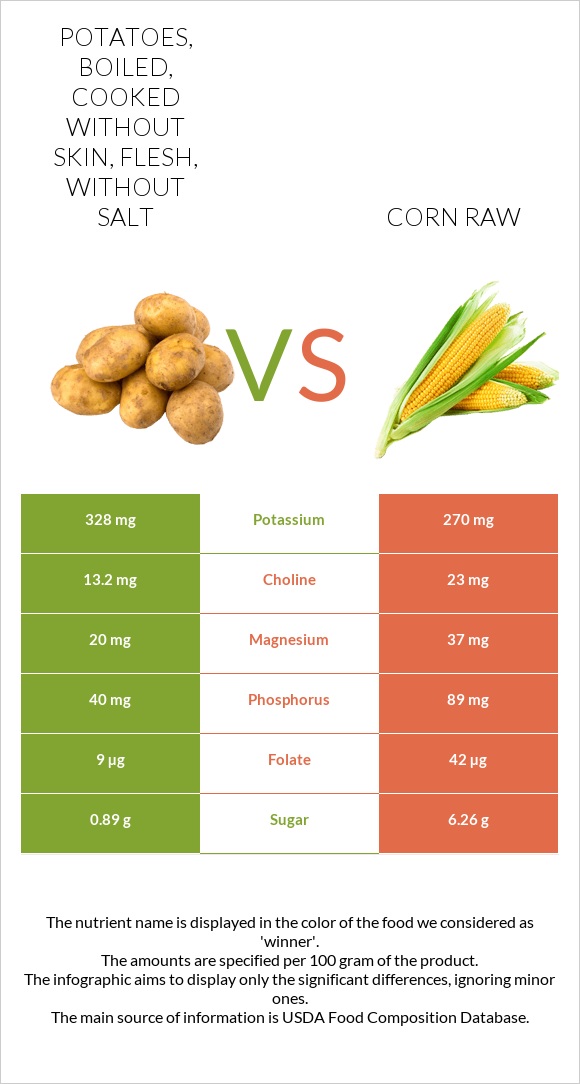 POTATOES,
BOILED,
COOKED
WITHOUT
SKIN, FLESH,
WITHOUT
SALT
CORN RAW
VS
328 mg Potassium 270 mg
13.2 mg Choline 23 mg
20 mg Magnesium 37 mg
40 mg Phosphorus 89 mg
9 µg Folate 42 µg
0.89 g Sugar 6.26 g
The nutrient name is displayed in the color of the food we considered as
'winner'.
The amounts are specified per 100 gram of the product.
The infographic aims to display only the significant differences, ignoring minor
ones.
The main source of information is USDA Food Composition Database.